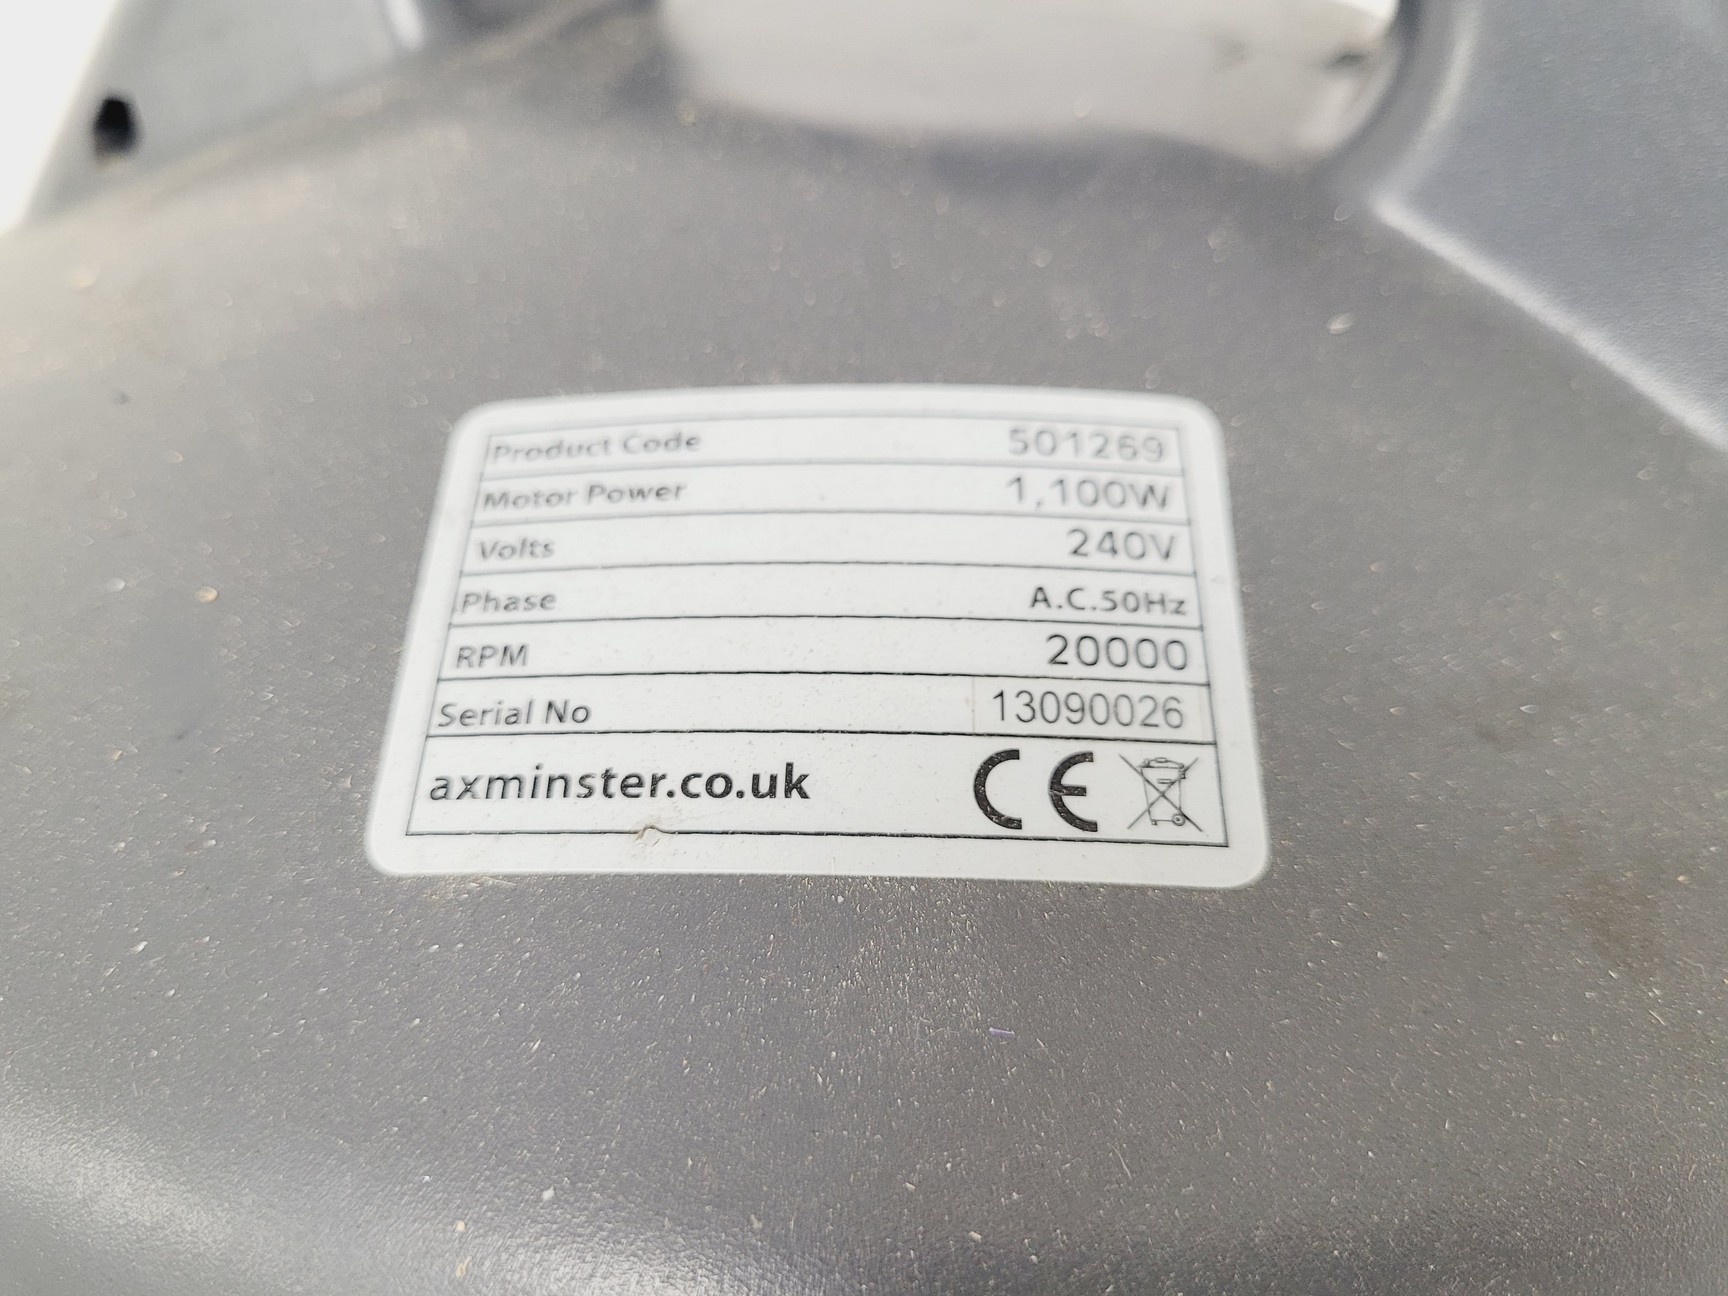 Product Code 501269
Motor Power 1,100W
Volts 240V
Phase A.C.50Hz
RPM 20000
Serial No 13090026
axminster.co.uk CE